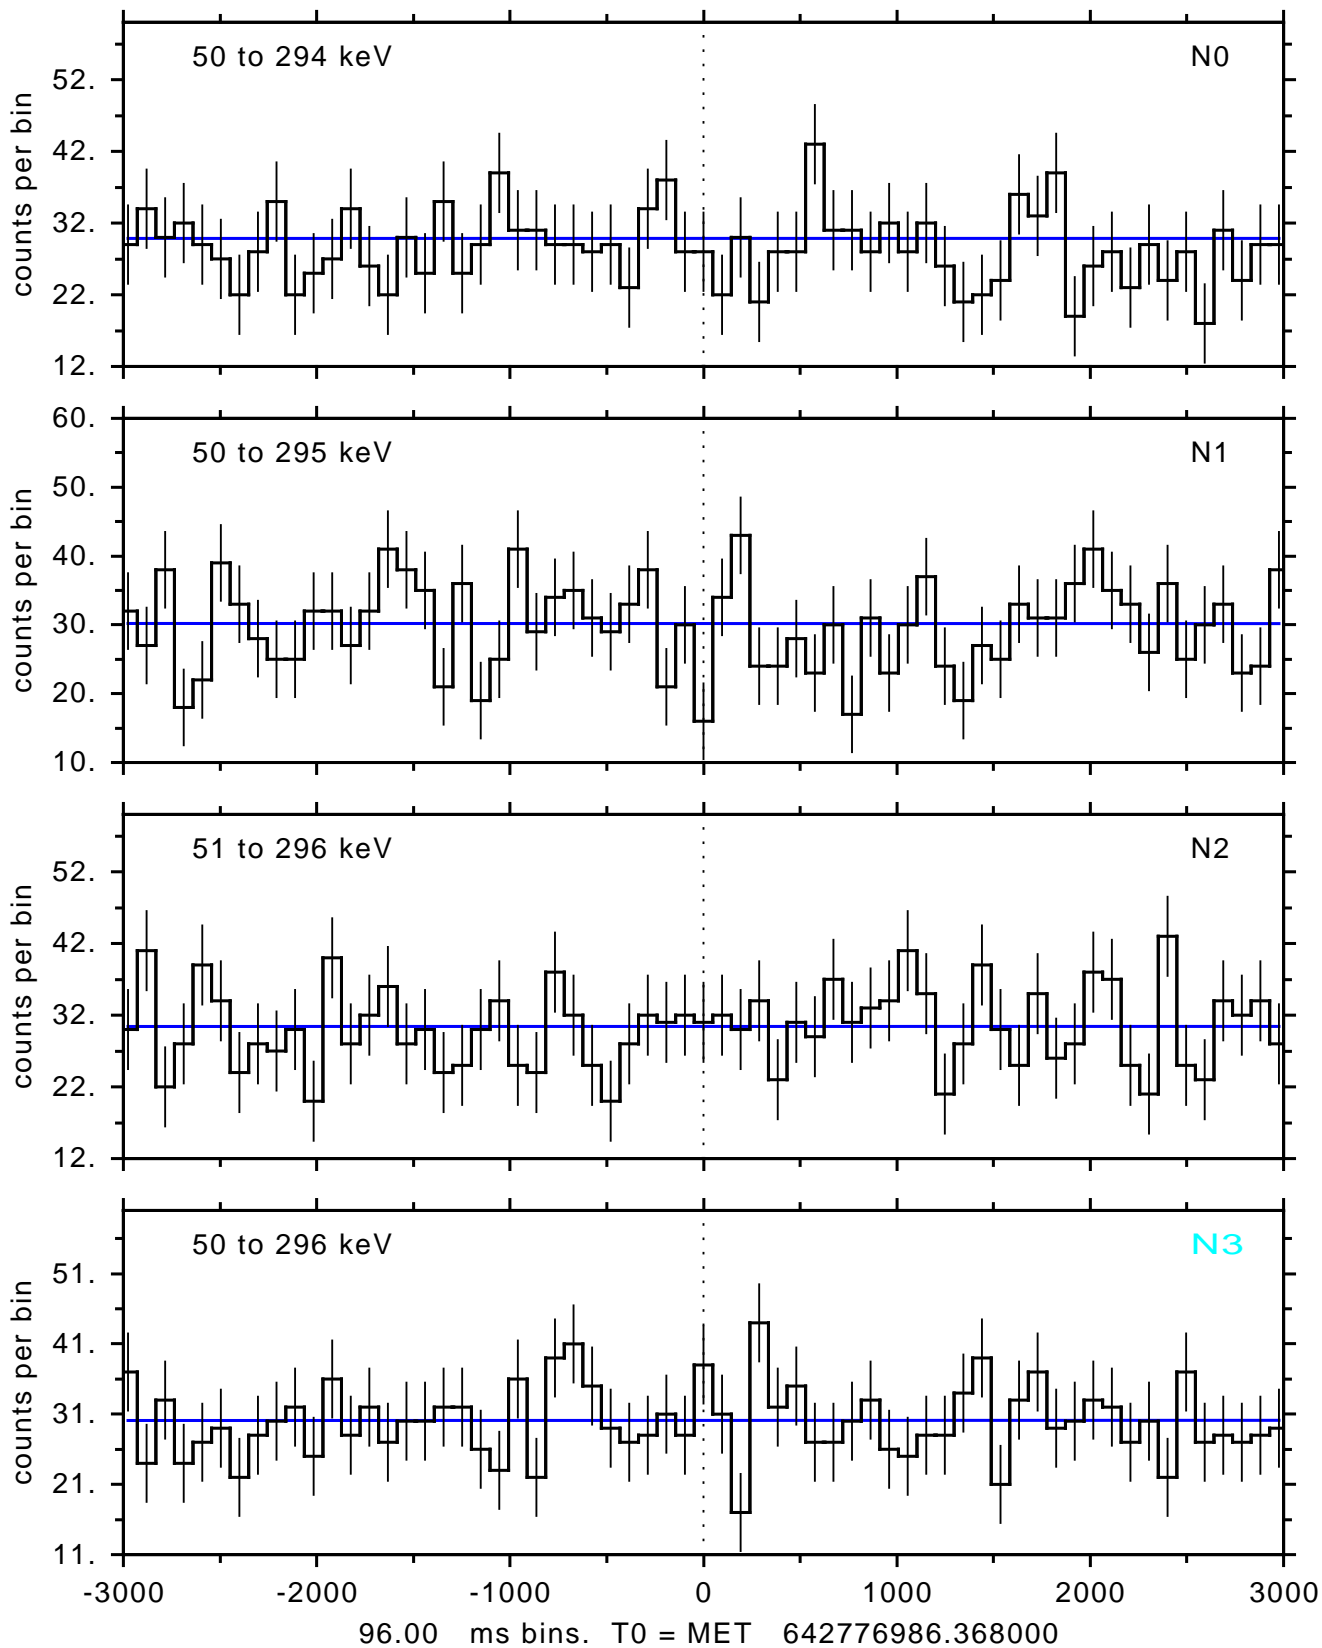 50 to 294 keV N0
52.
42.
32.
22.
12.
counts per bin
60.
50 to 295 keV N1
50.
40.
30.
20.
10.
counts per bin
51 to 296 keV N2
52.
42.
32.
22.
12.
counts per bin
50 to 296 keV N3
51.
41.
31.
21.
11.
counts per bin
-3000 -2000 -1000 0 1000 2000 3000
96.00 ms bins. T0 = MET 642776986.368000